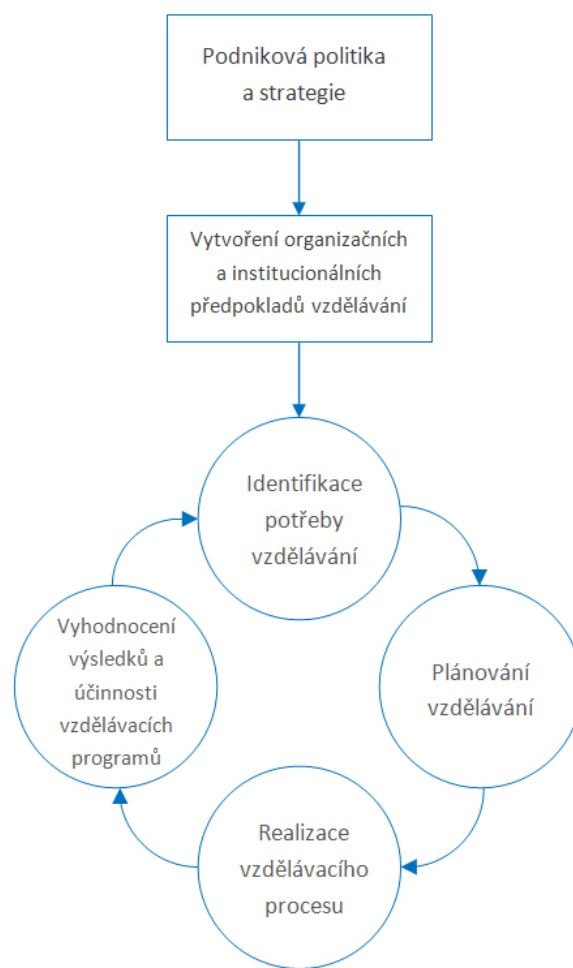 Podniková politika
a strategie
Vytvoření organizačních
a institucionálních
předpokladů vzdělávání
Identifikace
potřeby
vzdělávání
Plánování
vzdělávání
Realizace
vzdělávacího
procesu
Vyhodnocení
výsledků a
účinnosti
vzdělávacích
programů